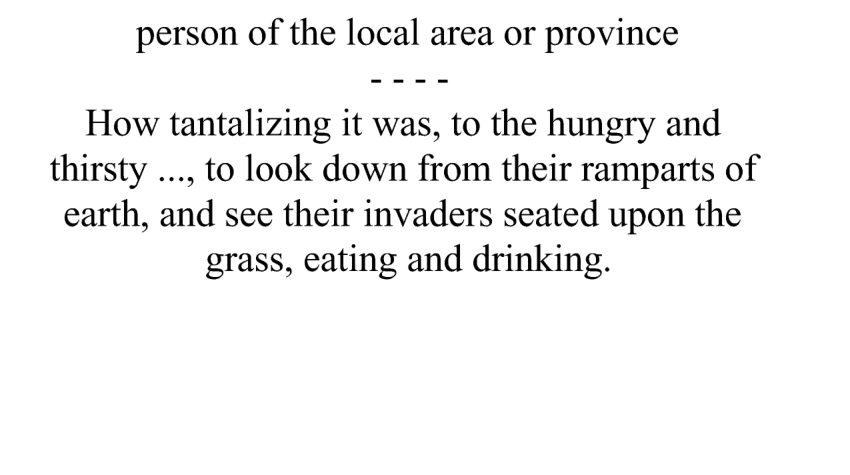 person of the local area or province
- - - -
How tantalizing it was, to the hungry and
thirsty ..., to look down from their ramparts of
earth, and see their invaders seated upon the
grass, eating and drinking.